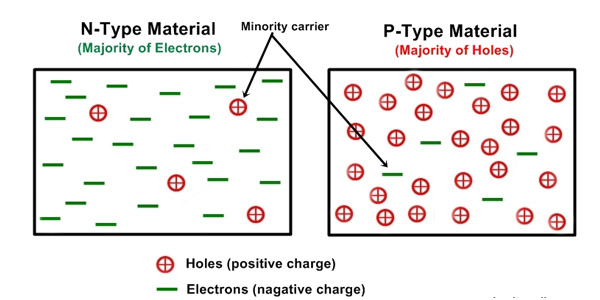 N-Type Material
(Majority of Electrons)
Minority carrier
P-Type Material
(Majority of Holes)
Holes (positive charge)
Electrons (nagative charge)